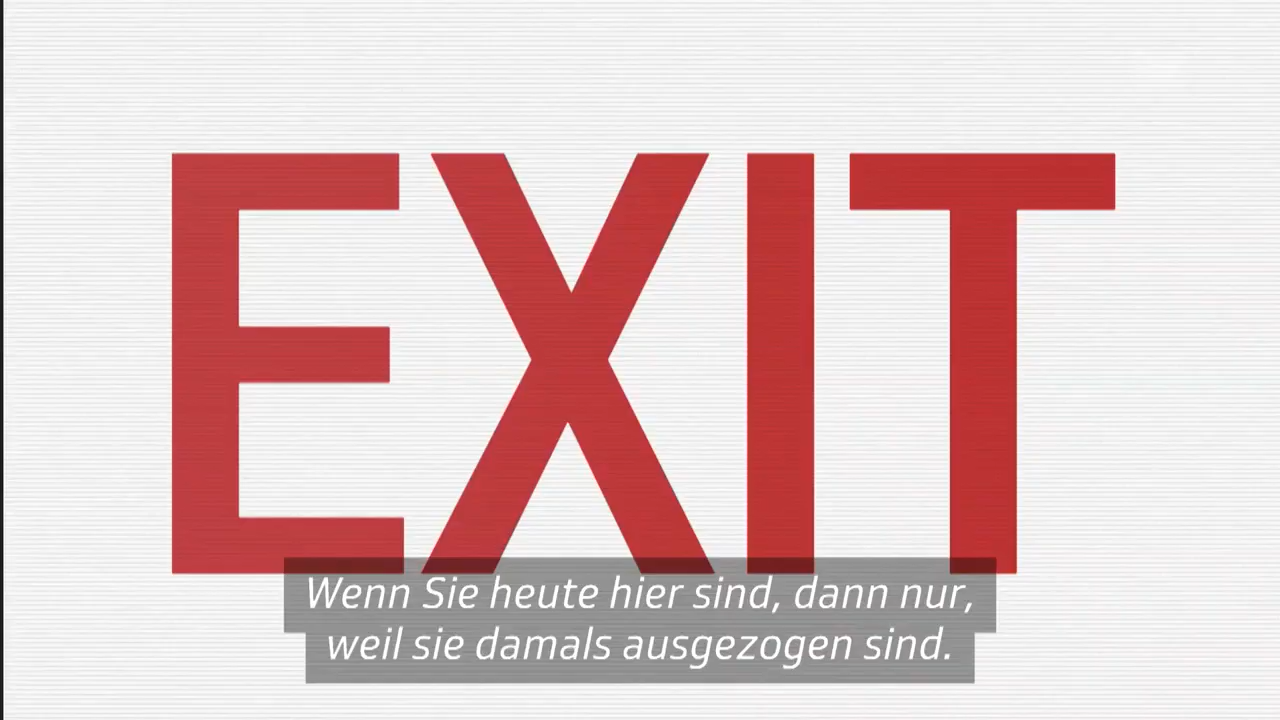 EXIT
Wenn Sie heute hier sind, dann nur,
weil sie damals ausgezogen sind.